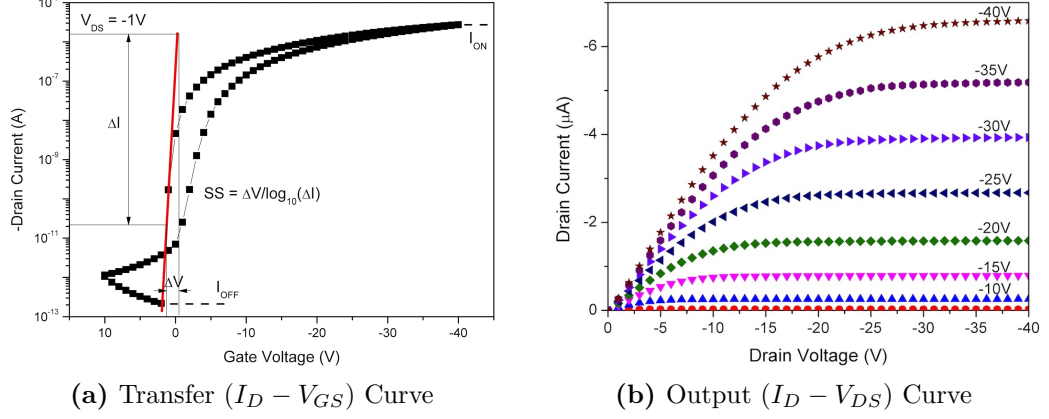 V_DS = -1V
I_ON
ΔI
SS = ΔV/log_10(ΔI)
ΔV
I_OFF
10^-5
10^-7
10^-9
10^-11
10^-13
-Drain Current (A)
10 0 -10 -20 -30 -40
Gate Voltage (V)
(a) Transfer (I_D − V_GS) Curve
-40V
-35V
-30V
-25V
-20V
-15V
-10V
-6
-4
-2
0
Drain Current (μA)
0 -5 -10 -15 -20 -25 -30 -35 -40
Drain Voltage (V)
(b) Output (I_D − V_DS) Curve